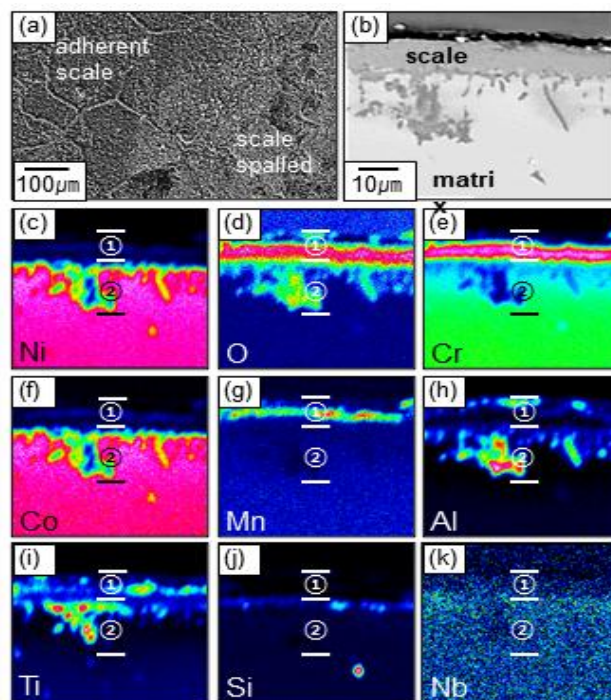 (a)
adherent
scale
scale
spalled
100μm
(b)
scale
10μm
matri
x
(c)
①
②
Ni
(d)
①
②
O
(e)
①
②
Cr
(f)
①
②
Co
(g)
①
②
Mn
(h)
①
②
Al
(i)
①
②
Ti
(j)
①
②
Si
(k)
①
②
Nb